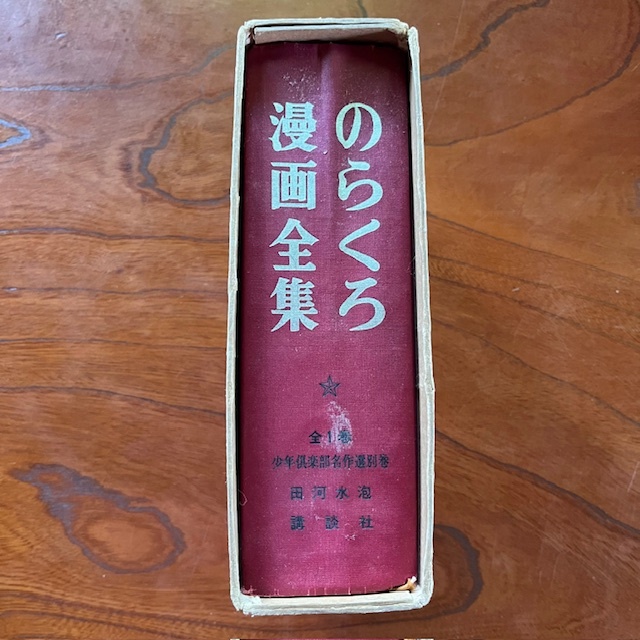 のらくろ
漫画全集
全1巻
少年倶楽部名作選別巻
田河水泡
講談社